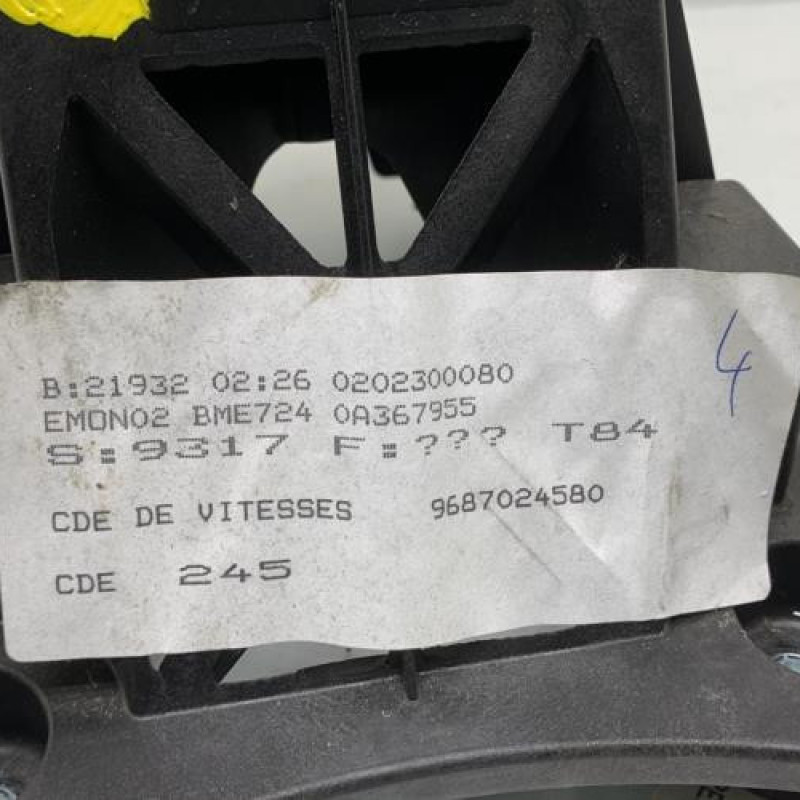 B:21932 02:26 0202300080
EMON02 BME724 0A367955
S:9317 F:??? T84
CDE DE VITESSES 9687024580
CDE 245
4